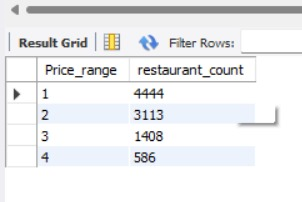 Result Grid Filter Rows:
Price_range restaurant_count
1 4444
2 3113
3 1408
4 586